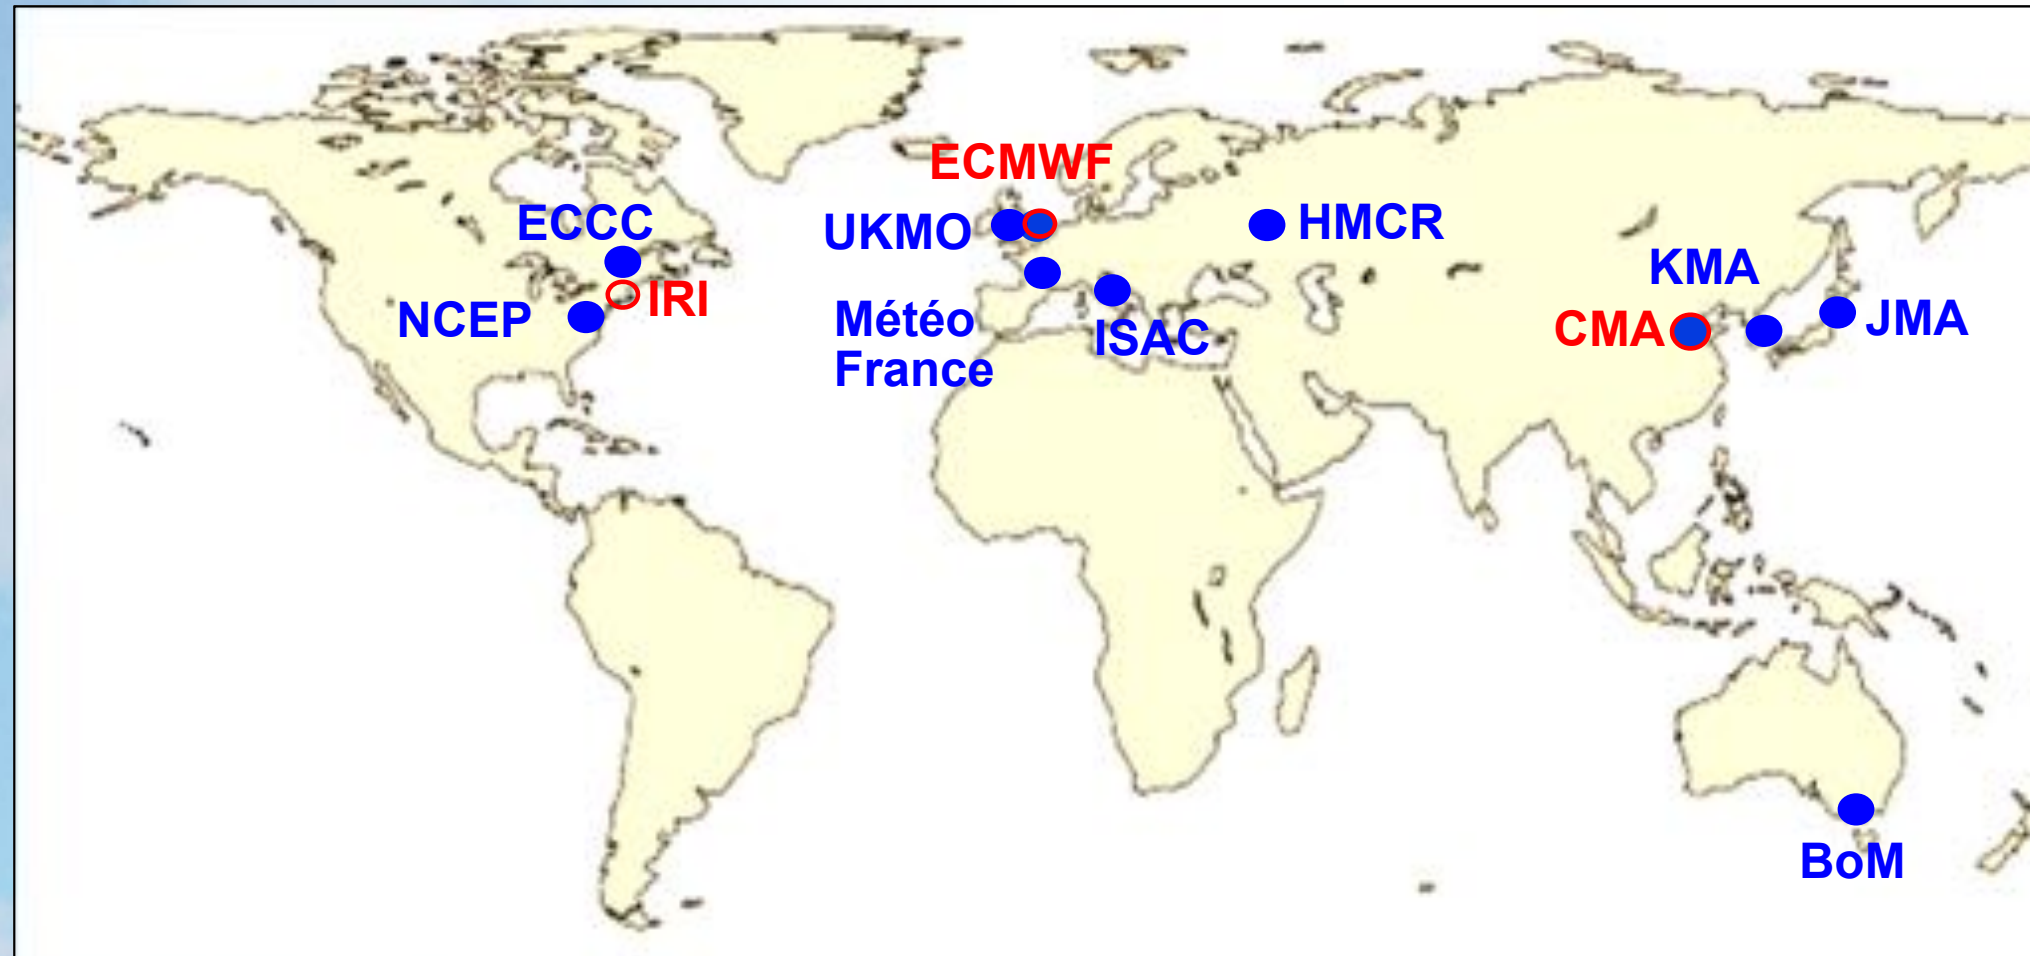 ECMWF
ECCC
UKMO
HMCR
KMA
IRI
NCEP
Météo
France
ISAC
CMA
JMA
BoM